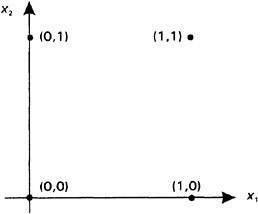 x₂
(0,1) (1,1)
(0,0) (1,0)
x₁